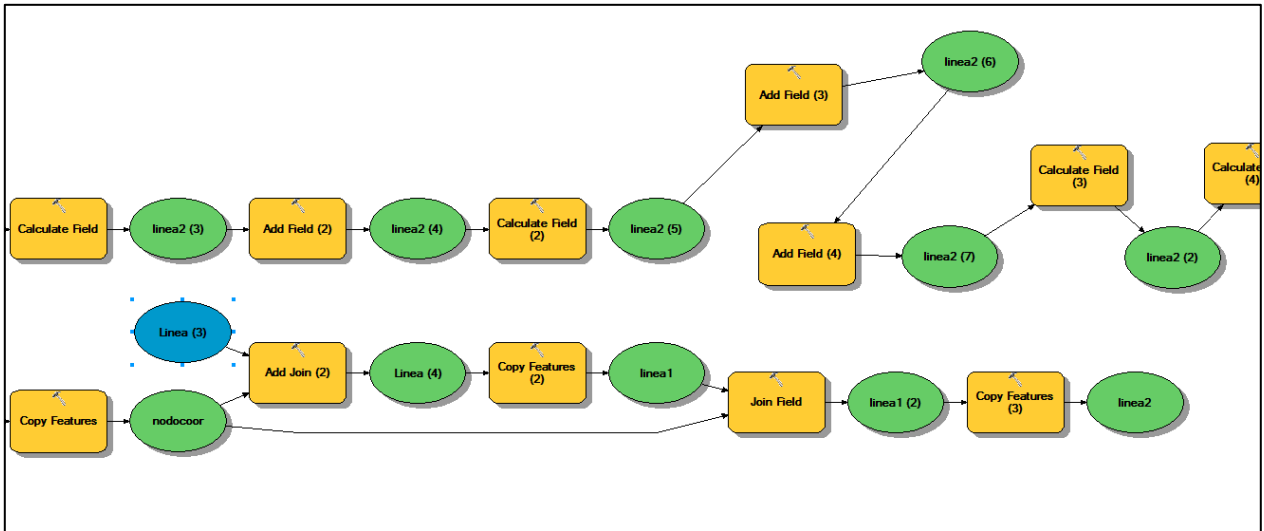 linea2 (6)
Add Field (3)
Calculate Field
(3)
Calculate
(4)
Calculate Field
linea2 (3)
Add Field (2)
linea2 (4)
Calculate Field
(2)
linea2 (5)
Add Field (4)
linea2 (7)
linea2 (2)
Linea (3)
Add Join (2)
Linea (4)
Copy Features
(2)
linea1
Copy Features
nodocoor
Join Field
linea1 (2)
Copy Features
(3)
linea2